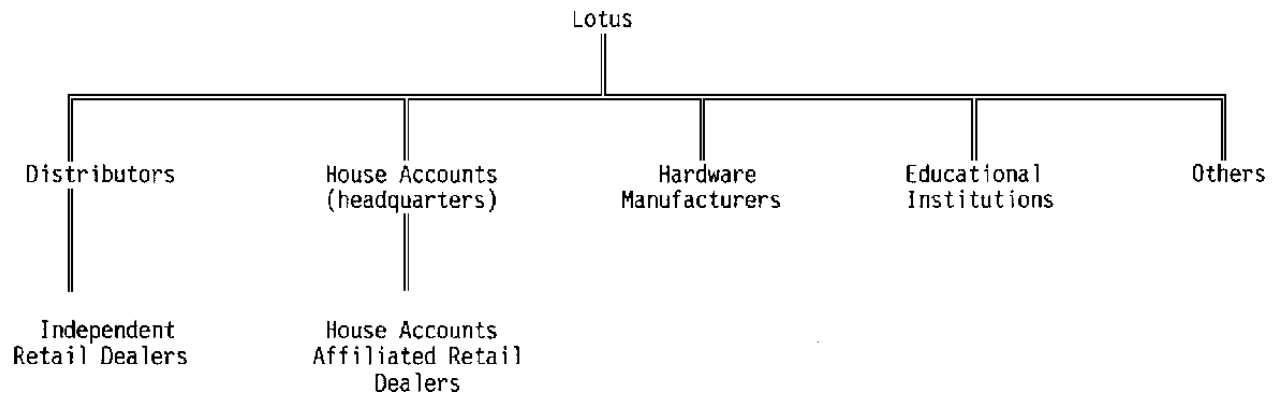 Lotus
Distributors
House Accounts
(headquarters)
Hardware
Manufacturers
Educational
Institutions
Others
Independent
Retail Dealers
House Accounts
Affiliated Retail
Dealers